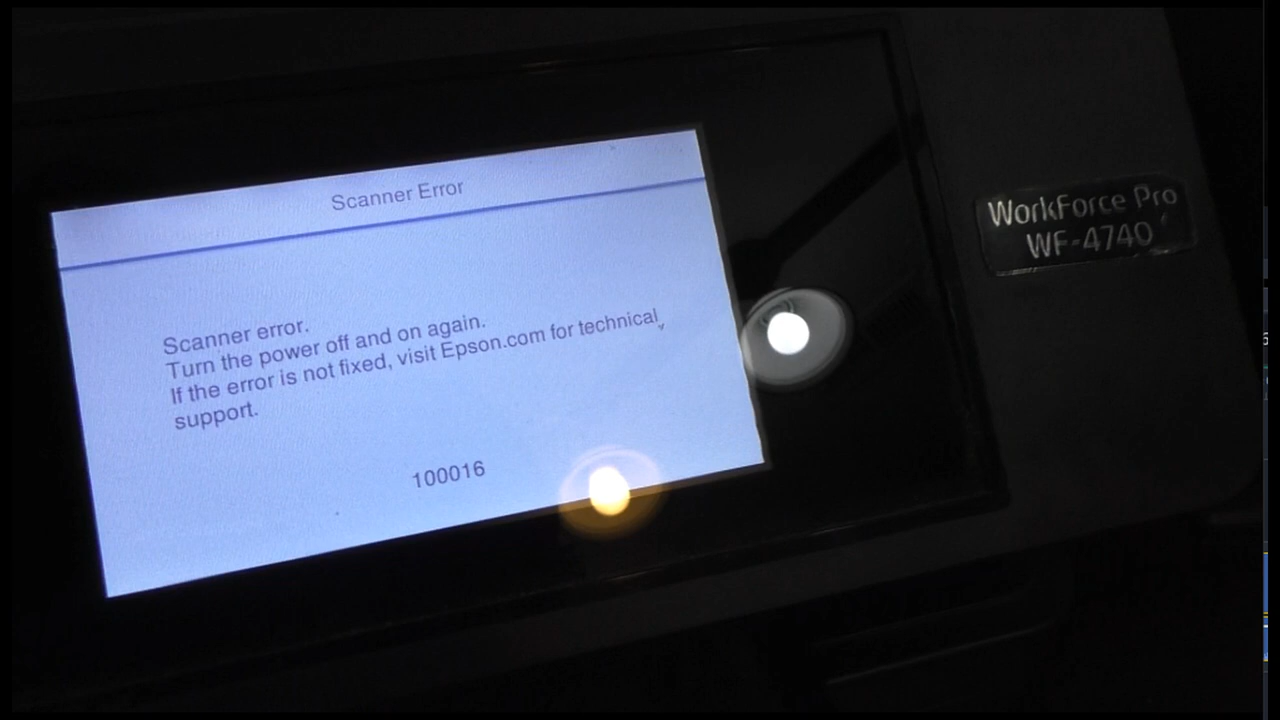 Scanner Error
Scanner error.
Turn the power off and on again.
If the error is not fixed, visit Epson.com for technical
support.
100016
WorkForce Pro
WF-4740